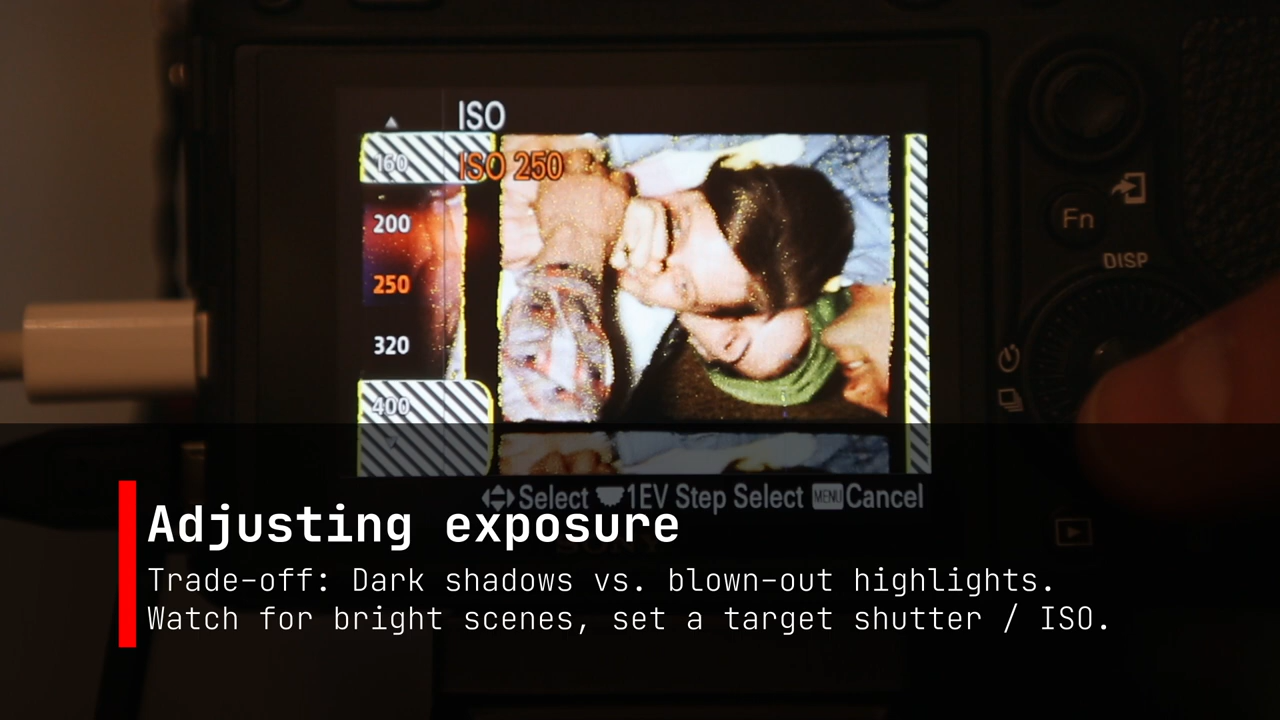 ISO
160
ISO 250
200
250
320
400
Fn
DISP
Select 1EV Step Select MENU Cancel
SONY
Adjusting exposure
Trade-off: Dark shadows vs. blown-out highlights.
Watch for bright scenes, set a target shutter / ISO.